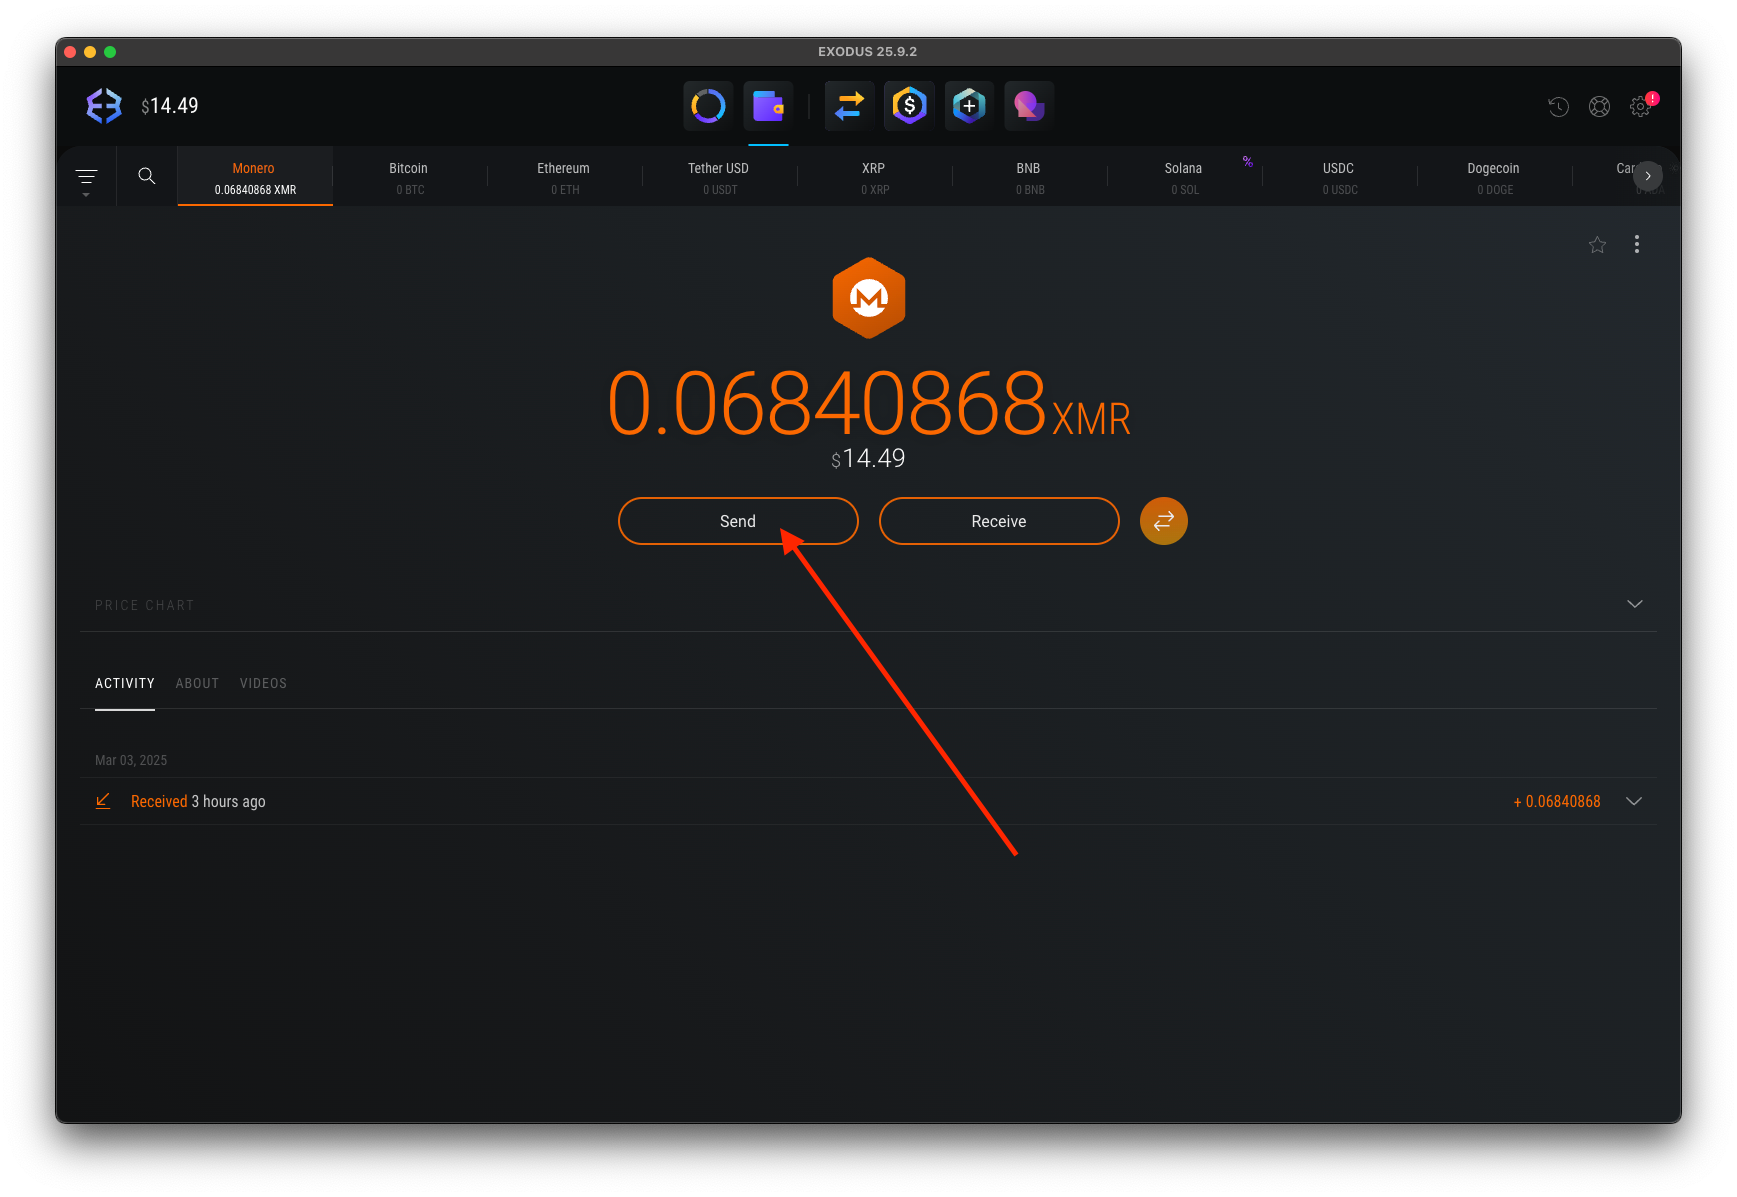 EXODUS 25.9.2
$14.49
Monero
0.06840868 XMR
Bitcoin
0 BTC
Ethereum
0 ETH
Tether USD
0 USDT
XRP
0 XRP
BNB
0 BNB
Solana
0 SOL
%
USDC
0 USDC
Dogecoin
0 DOGE
0.06840868 XMR
$14.49
Send
Receive
PRICE CHART
ACTIVITY ABOUT VIDEOS
Mar 03, 2025
Received 3 hours ago
+ 0.06840868